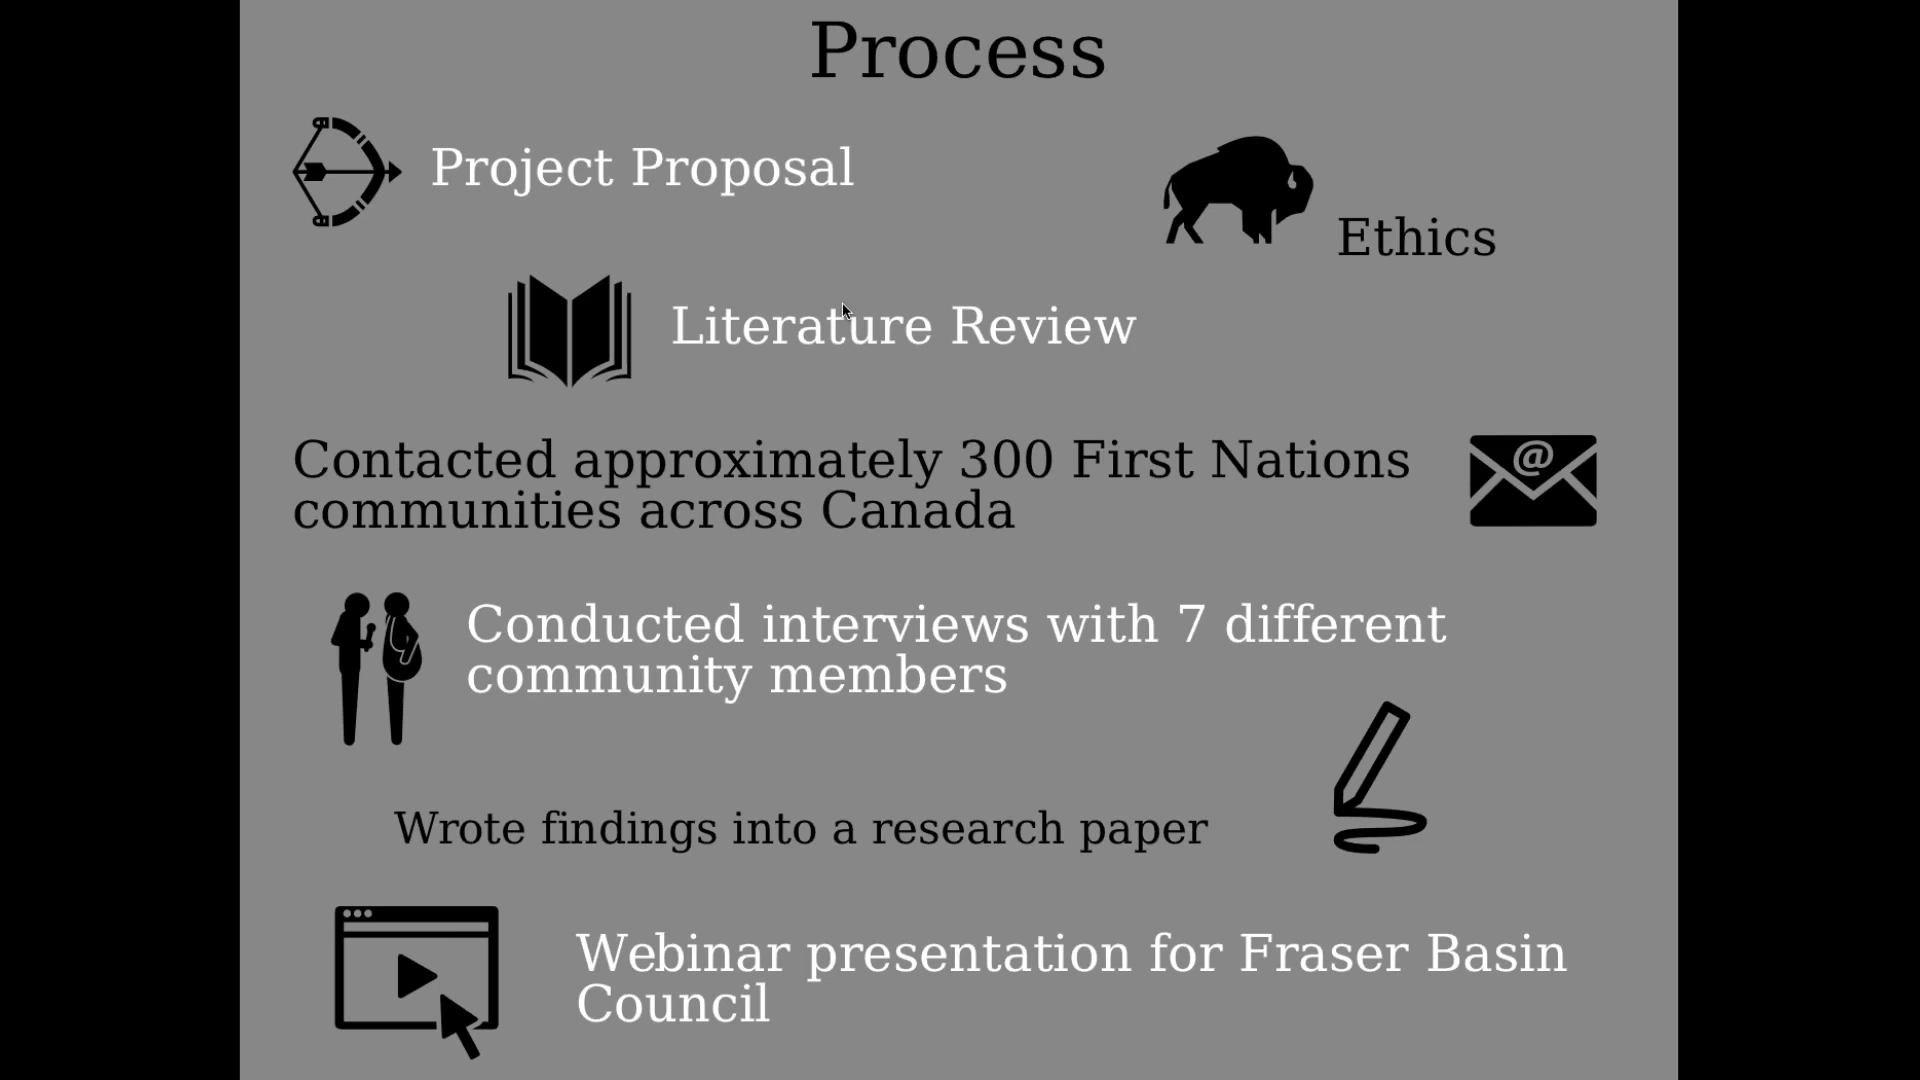 Process
Project Proposal
Ethics
Literature Review
Contacted approximately 300 First Nations
communities across Canada
@
Conducted interviews with 7 different
community members
Wrote findings into a research paper
Webinar presentation for Fraser Basin
Council